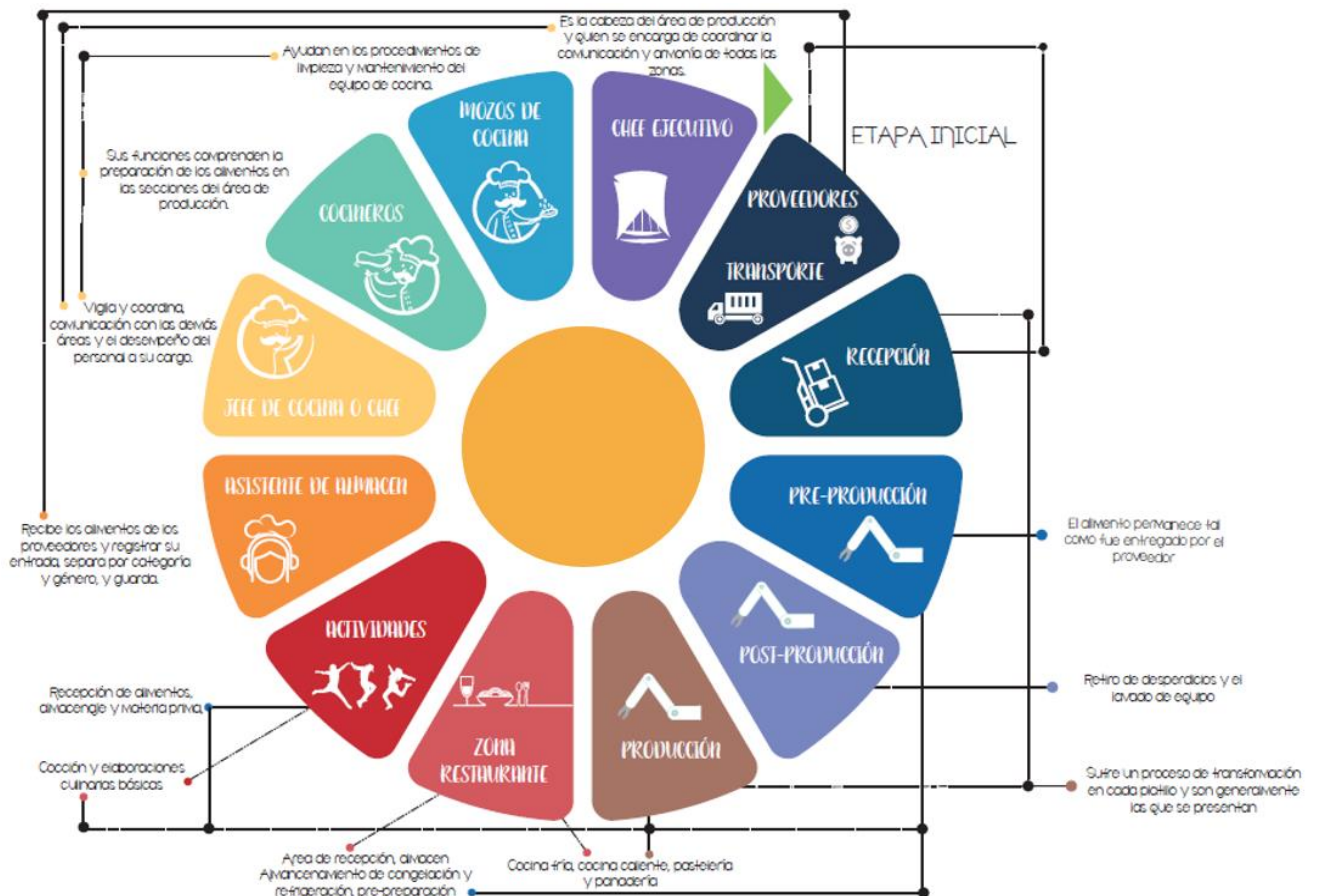 Es la cabeza del área de producción
y quien se encarga de coordinar la
comunicación y armonía de todas las
zonas.
Ayudan en los procedimientos de
limpieza y mantenimiento del
equipo de cocina.
MOZOS DE
COCINA
CHEF EJECUTIVO
ETAPA INICIAL
Sus funciones comprenden la
preparación de los alimentos en
las secciones del área de
producción.
COCINEROS
PROVEEDORES
$
TRANSPORTE
Vigila y coordina,
comunicación con las demás
áreas y el desempeño del
personal a su cargo.
JEFE DE COCINA O CHEF
RECEPCIÓN
ASISTENTE DE ALMACEN
PRE-PRODUCCIÓN
Recibe los alimentos de los
proveedores y registrar su
entrada, separa por categoría
y género, y guarda.
El alimento permanece tal
como fue entregado por el
proveedor
ACTIVIDADES
POST-PRODUCCIÓN
Recepción de alimentos,
almacenaje y materia prima,
Retiro de desperdicios y el
lavado de equipo
ZONA
RESTAURANTE
PRODUCCIÓN
Cocción y elaboraciones
culinarias básicas
Sufre un proceso de transformación
en cada platillo y son generalmente
las que se presentan
Area de recepción, almacen
Almancenamiento de congelación y
refrigeración, pre-preparación
Cocina fría, cocina caliente, pastelería
y panadería